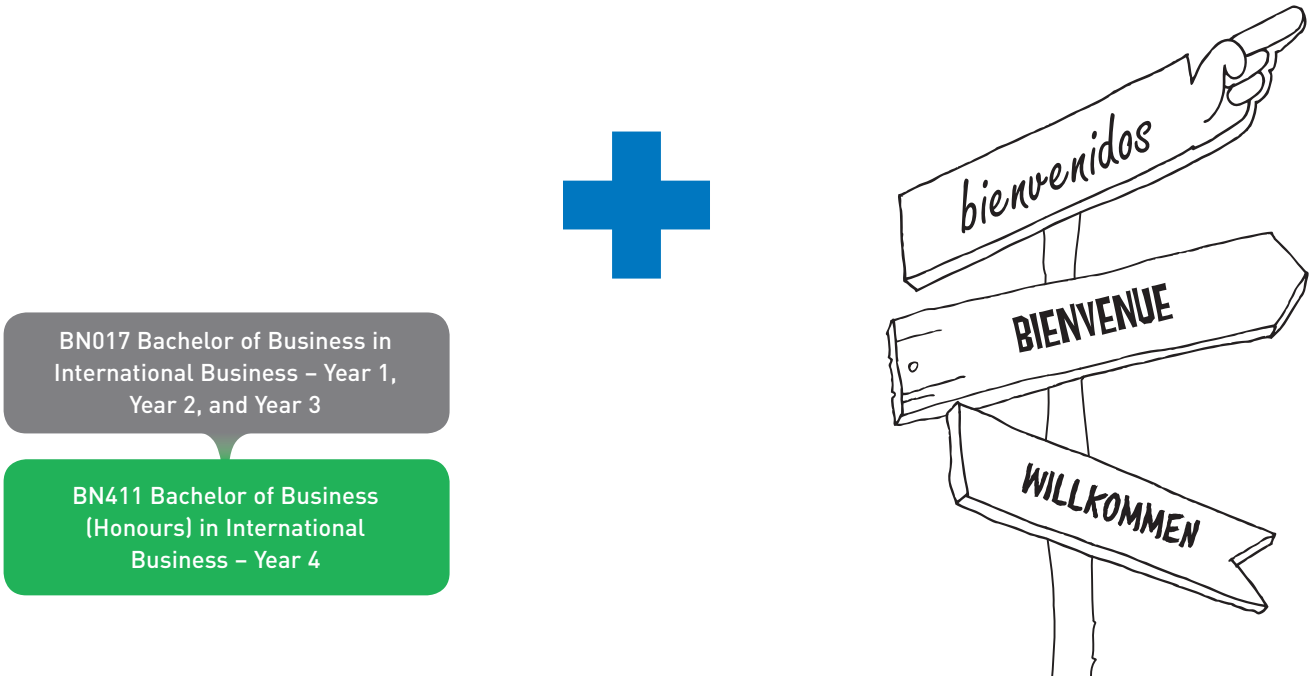 BN017 Bachelor of Business in
International Business – Year 1,
Year 2, and Year 3
BN411 Bachelor of Business
(Honours) in International
Business – Year 4
bienvenidos
BIENVENUE
WILLKOMMEN